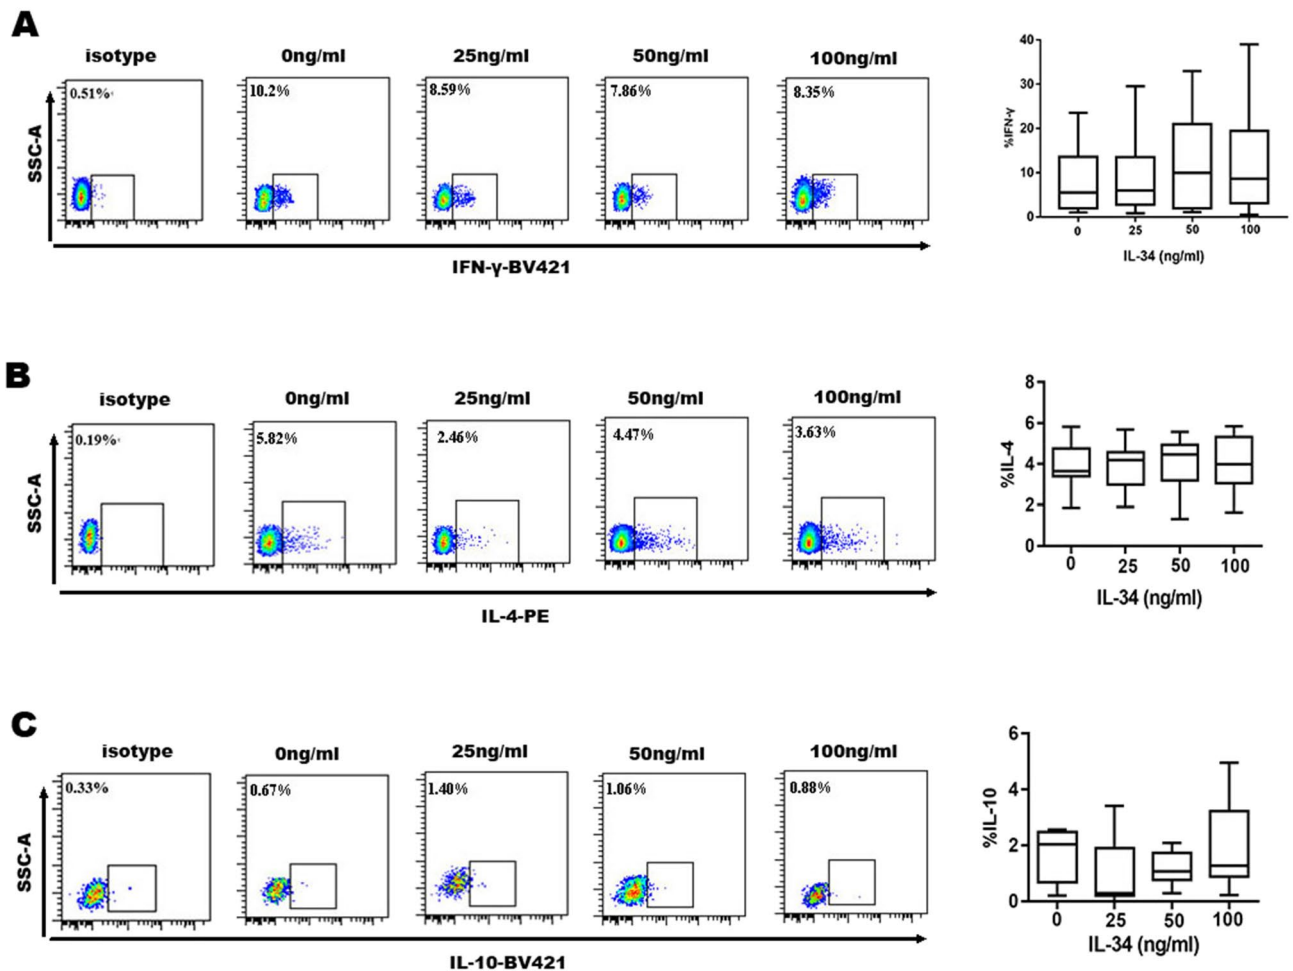 A
isotype 0ng/ml 25ng/ml 50ng/ml 100ng/ml
0.51% 10.2% 8.59% 7.86% 8.35%
SSC-A
IFN-γ-BV421
40
30
20
10
0
%IFN-γ
0 25 50 100
IL-34 (ng/ml)
B
isotype 0ng/ml 25ng/ml 50ng/ml 100ng/ml
0.19% 5.82% 2.46% 4.47% 3.63%
SSC-A
IL-4-PE
8
6
4
2
0
%IL-4
0 25 50 100
IL-34 (ng/ml)
C
isotype 0ng/ml 25ng/ml 50ng/ml 100ng/ml
0.33% 0.67% 1.40% 1.06% 0.88%
SSC-A
IL-10-BV421
6
4
2
0
%IL-10
0 25 50 100
IL-34 (ng/ml)